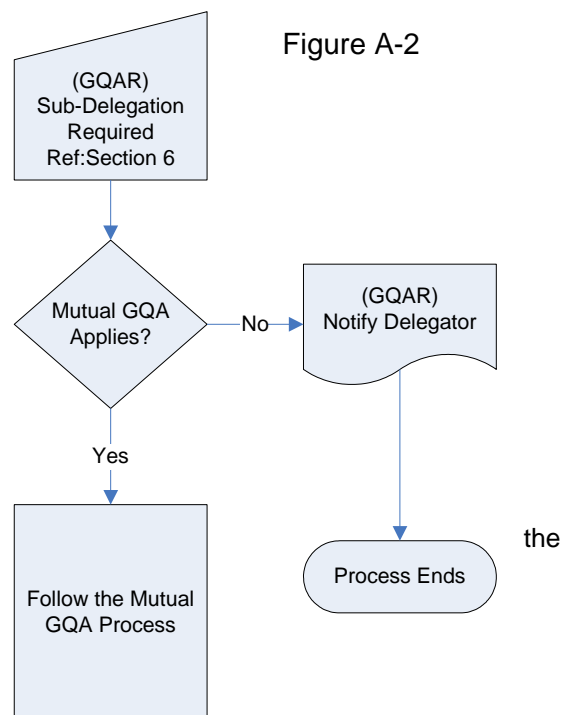 Figure A-2
(GQAR)
Sub-Delegation
Required
Ref:Section 6
Mutual GQA
Applies?
No
(GQAR)
Notify Delegator
Yes
the
Process Ends
Follow the Mutual
GQA Process